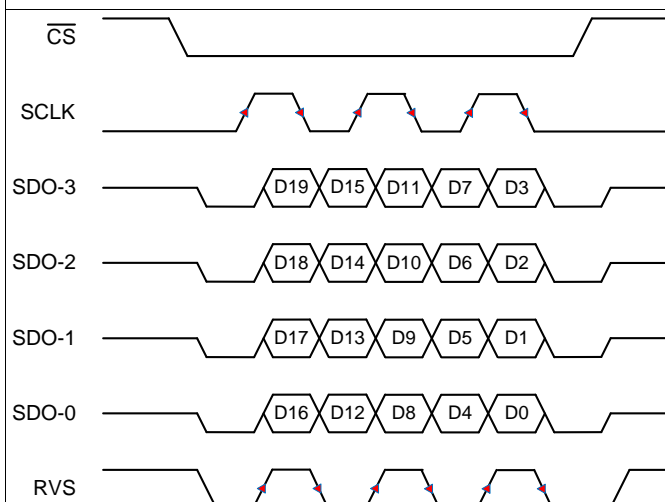 CS
SCLK
SDO-3 D19 D15 D11 D7 D3
SDO-2 D18 D14 D10 D6 D2
SDO-1 D17 D13 D9 D5 D1
SDO-0 D16 D12 D8 D4 D0
RVS